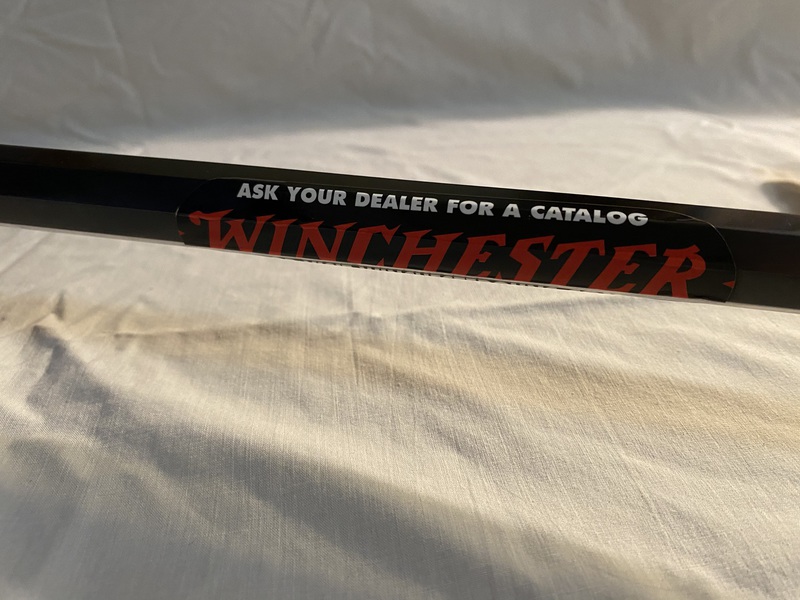 ASK YOUR DEALER FOR A CATALOG
WINCHESTER